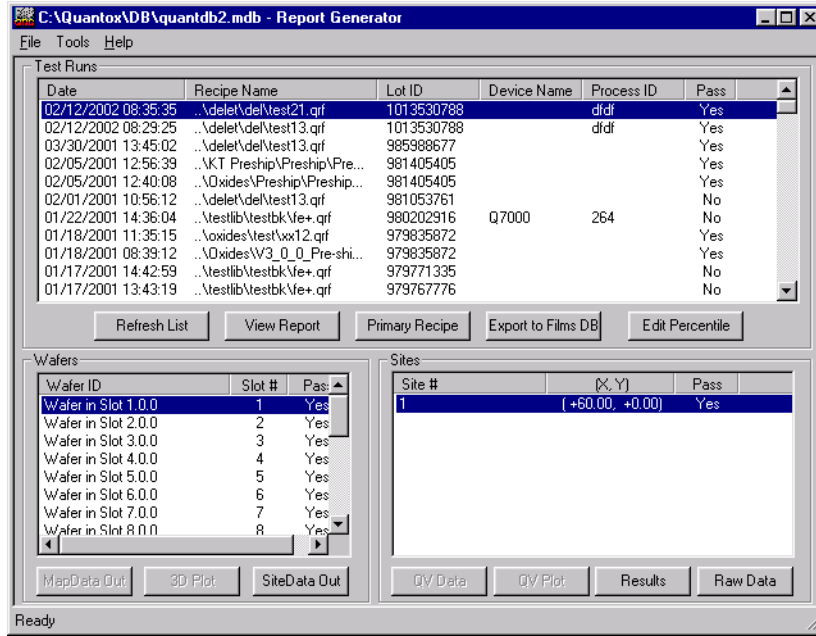 C:\Quantox\DB\quantdb2.mdb - Report Generator
File Tools Help
Test Runs
Date Recipe Name Lot ID Device Name Process ID Pass
02/12/2002 08:35:35 ..\delet\del\test21.qrf 1013530788 dfdf Yes
02/12/2002 08:29:25 ..\delet\del\test13.qrf 1013530788 dfdf Yes
03/30/2001 13:45:02 ..\delet\del\test13.qrf 985988677 Yes
02/05/2001 12:56:39 ..\KT Preship\Preship\Pre... 981405405 Yes
02/05/2001 12:40:08 ..\Oxides\Preship\Preship... 981405405 Yes
02/01/2001 10:56:12 ..\delet\del\test13.qrf 981053761 No
01/22/2001 14:36:04 ..\testlib\testbk\fe+.qrf 980202916 Q7000 264 No
01/18/2001 11:35:15 ..\oxides\test\xx12.qrf 979835872 Yes
01/18/2001 08:39:12 ..\Oxides\V3_0_0_Pre-shi... 979835872 Yes
01/17/2001 14:42:59 ..\testlib\testbk\fe+.qrf 979771335 No
01/17/2001 13:43:19 ..\testlib\testbk\fe+.qrf 979767776 No
Refresh List View Report Primary Recipe Export to Films DB Edit Percentile
Wafers
Wafer ID Slot # Pas
Wafer in Slot 1.0.0 1 Yes
Wafer in Slot 2.0.0 2 Yes
Wafer in Slot 3.0.0 3 Yes
Wafer in Slot 4.0.0 4 Yes
Wafer in Slot 5.0.0 5 Yes
Wafer in Slot 6.0.0 6 Yes
Wafer in Slot 7.0.0 7 Yes
Wafer in Slot 8.0.0 8 Yes
MapData Out 3D Plot SiteData Out
Sites
Site # (X, Y) Pass
1 ( +60.00, +0.00) Yes
QV Data QV Plot Results Raw Data
Ready